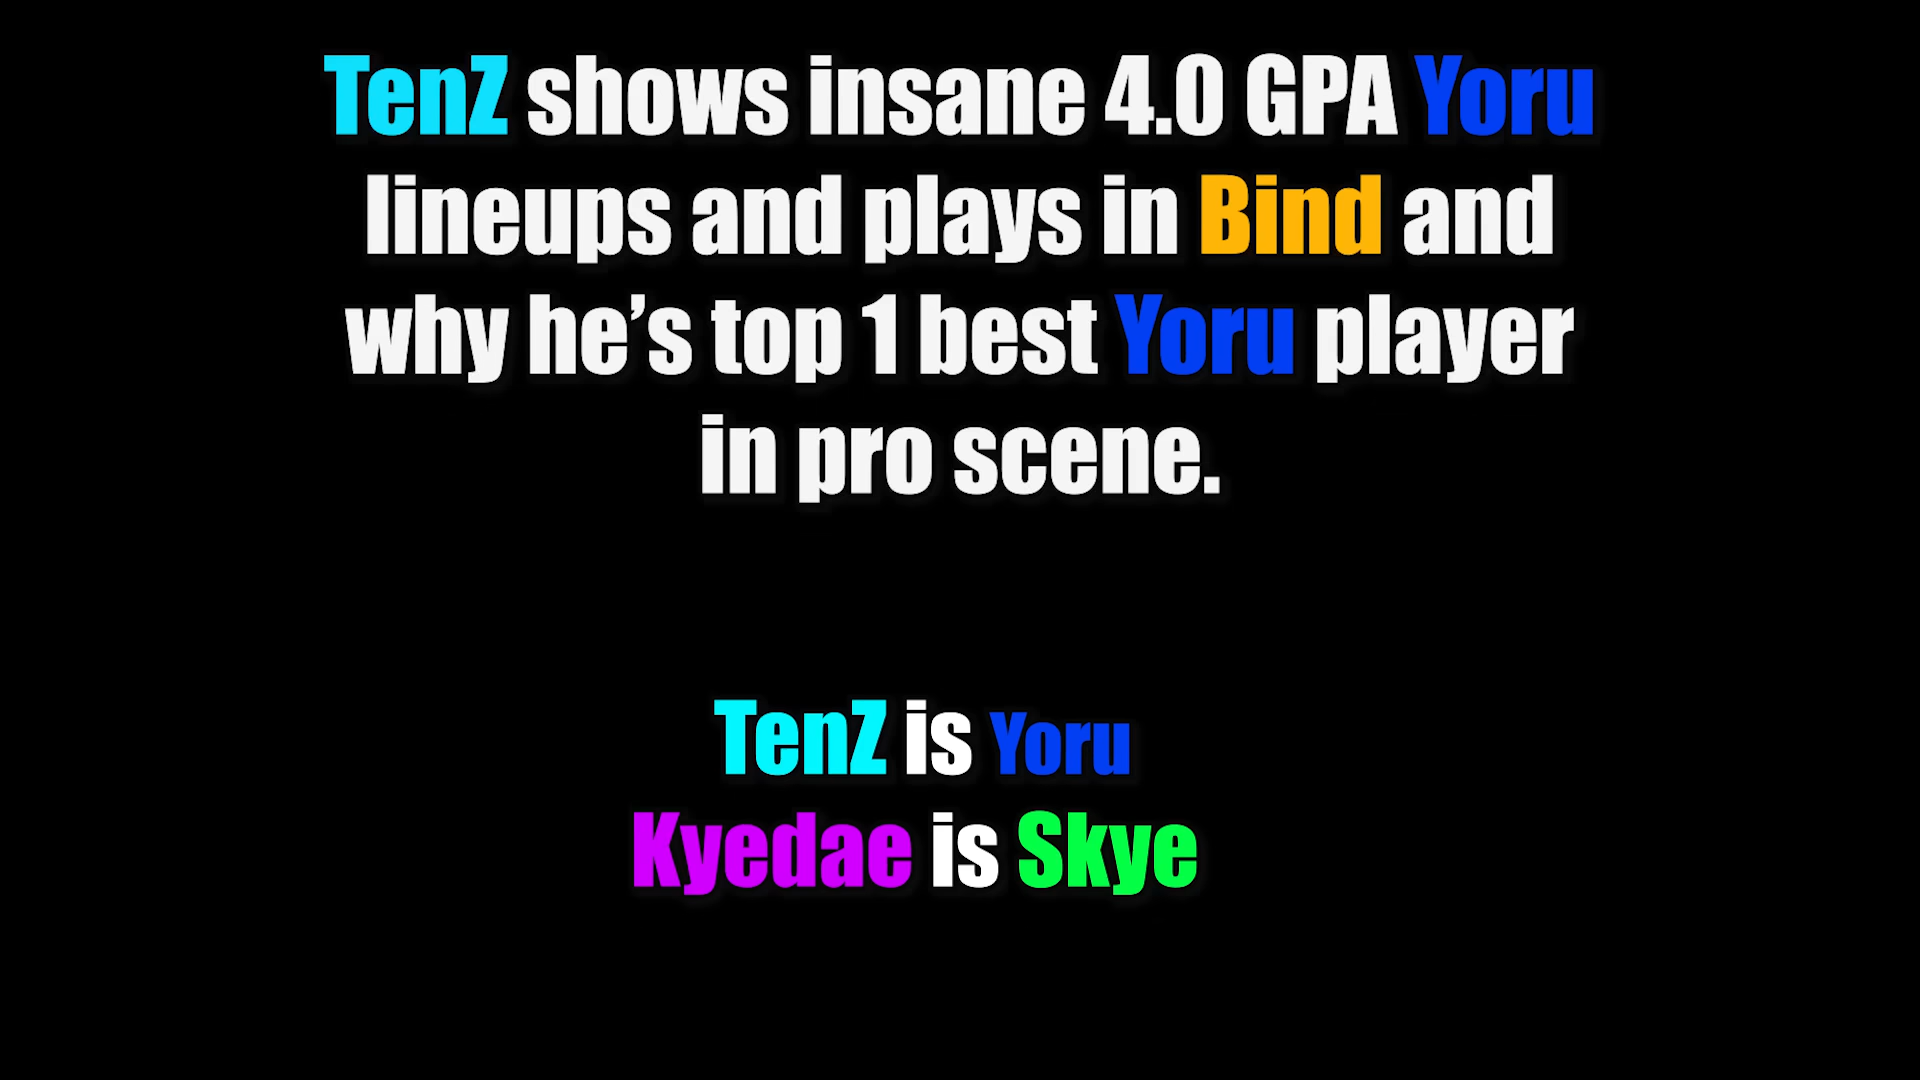 TenZ shows insane 4.0 GPA Yoru
lineups and plays in Bind and
why he’s top 1 best Yoru player
in pro scene.
TenZ is Yoru
Kyedae is Skye